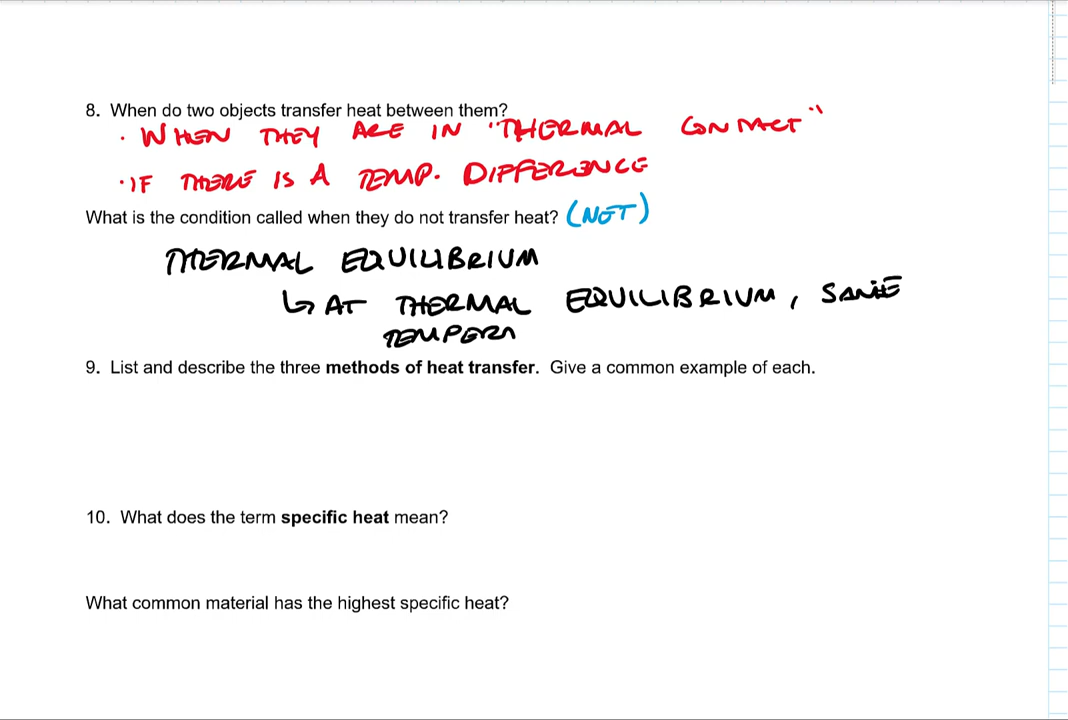 8. When do two objects transfer heat between them?
· WHEN THEY ARE IN "THERMAL CONTACT"
· IF THERE IS A TEMP. DIFFERENCE
What is the condition called when they do not transfer heat? (NOT)
THERMAL EQUILIBRIUM
↳ AT THERMAL EQUILIBRIUM, SAME
TEMPERA
9. List and describe the three methods of heat transfer. Give a common example of each.
10. What does the term specific heat mean?
What common material has the highest specific heat?